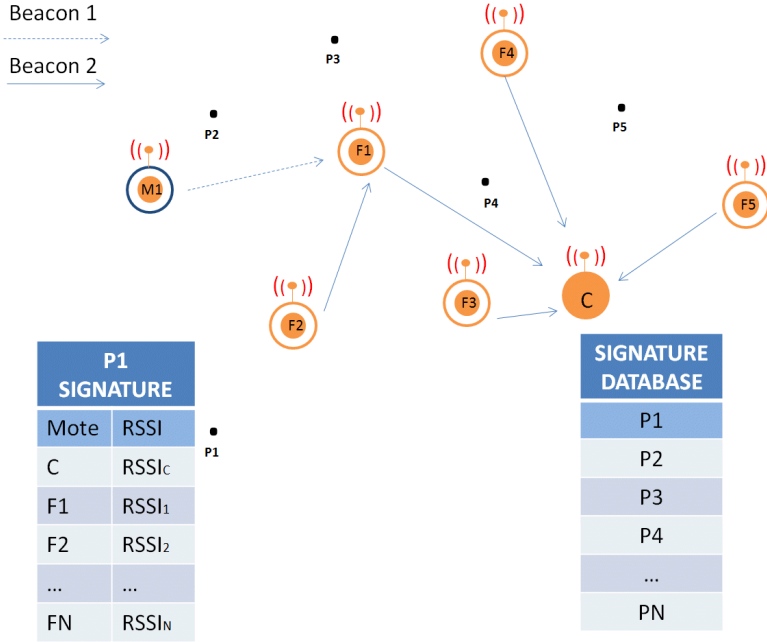 Beacon 1
Beacon 2
P3
F4
P2
P5
F1
M1
P4
F5
F2
F3
C
P1
SIGNATURE
Mote RSSI
C RSSIC
F1 RSSI1
F2 RSSI2
... ...
FN RSSIN
P1
SIGNATURE
DATABASE
P1
P2
P3
P4
...
PN